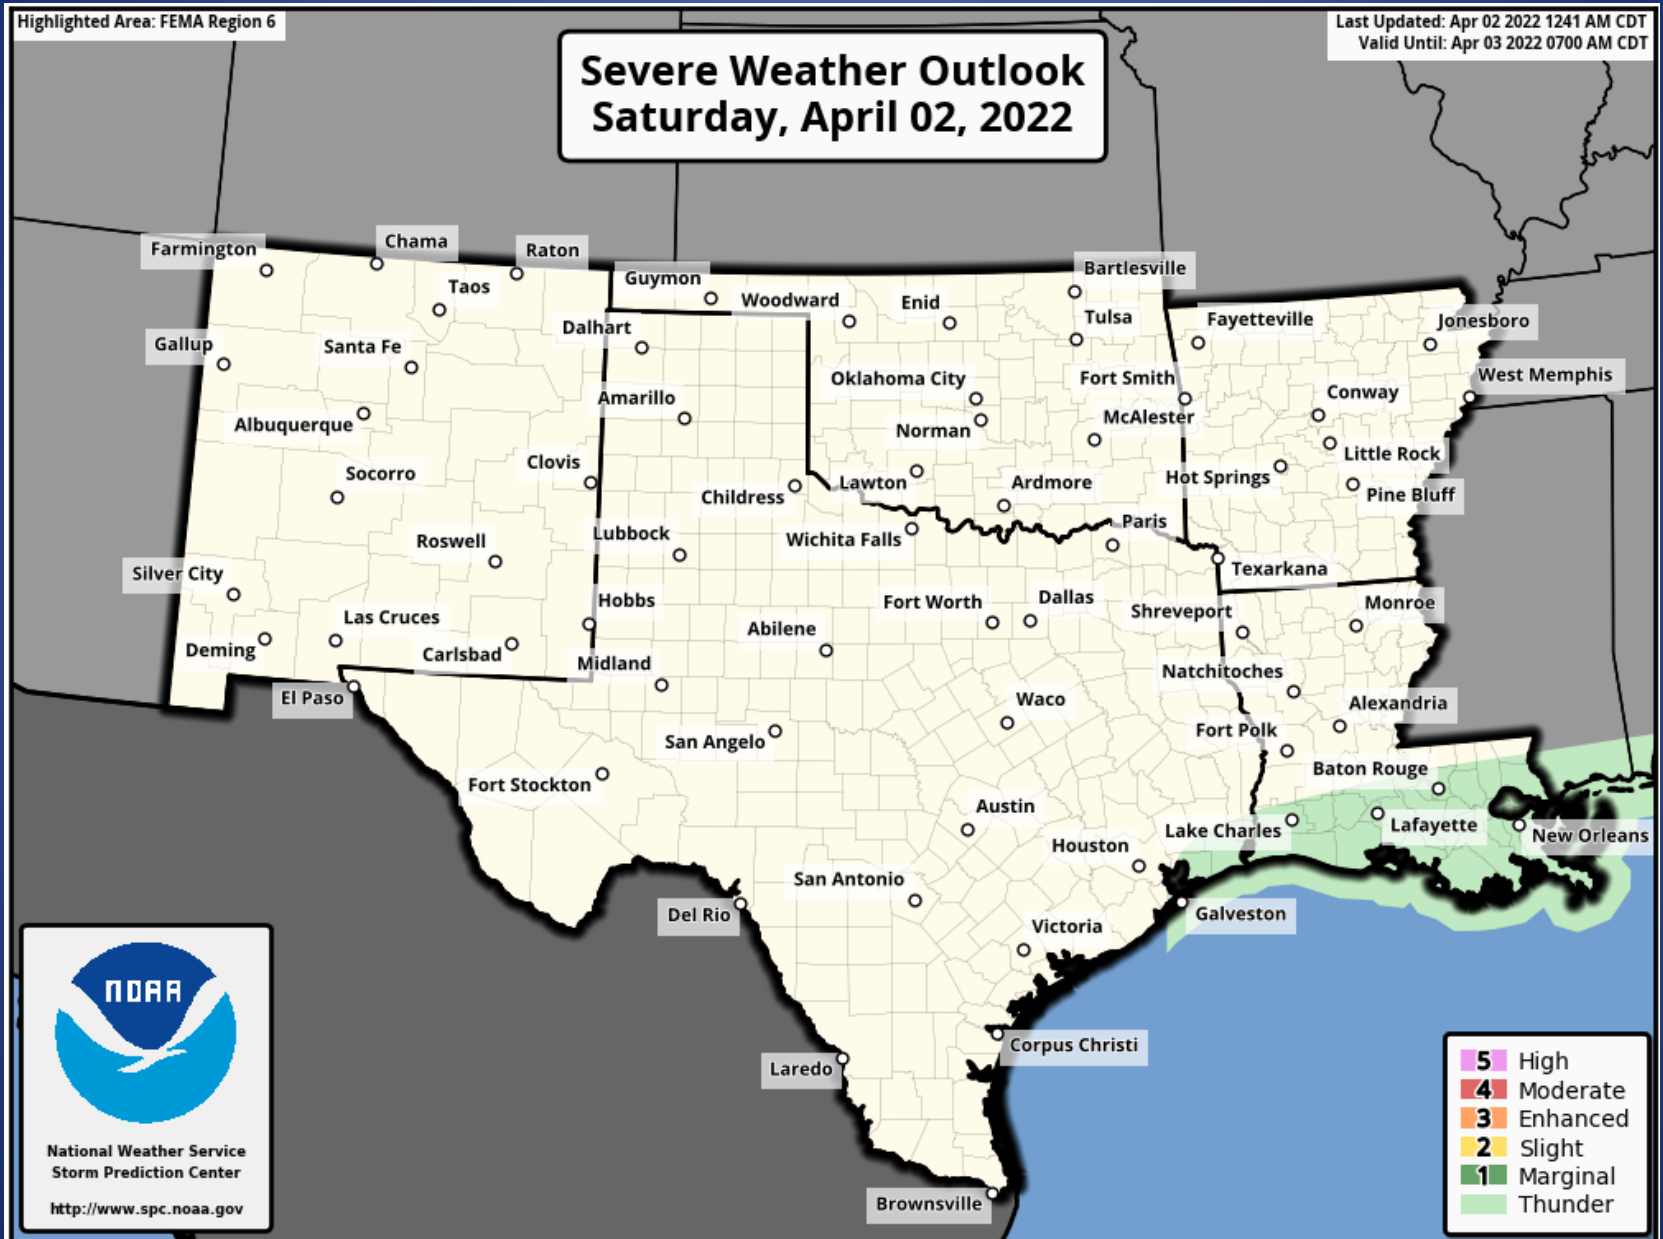 Highlighted Area: FEMA Region 6
Last Updated: Apr 02 2022 1241 AM CDT
Valid Until: Apr 03 2022 0700 AM CDT
Severe Weather Outlook
Saturday, April 02, 2022
Farmington
Chama
Raton
Taos
Guymon
Woodward
Enid
Bartlesville
Tulsa
Fayetteville
Jonesboro
Gallup
Santa Fe
Dalhart
Oklahoma City
Fort Smith
Conway
West Memphis
Albuquerque
Amarillo
Norman
McAlester
Little Rock
Socorro
Clovis
Childress
Lawton
Ardmore
Hot Springs
Pine Bluff
Roswell
Lubbock
Wichita Falls
Paris
Texarkana
Silver City
Las Cruces
Hobbs
Abilene
Fort Worth
Dallas
Shreveport
Monroe
Deming
Carlsbad
Midland
Natchitoches
El Paso
San Angelo
Waco
Fort Polk
Alexandria
Fort Stockton
Austin
Baton Rouge
Houston
Lake Charles
Lafayette
New Orleans
San Antonio
Del Rio
Victoria
Galveston
Corpus Christi
Laredo
Brownsville
NOAA
National Weather Service
Storm Prediction Center
http://www.spc.noaa.gov
5 High
4 Moderate
3 Enhanced
2 Slight
1 Marginal
Thunder